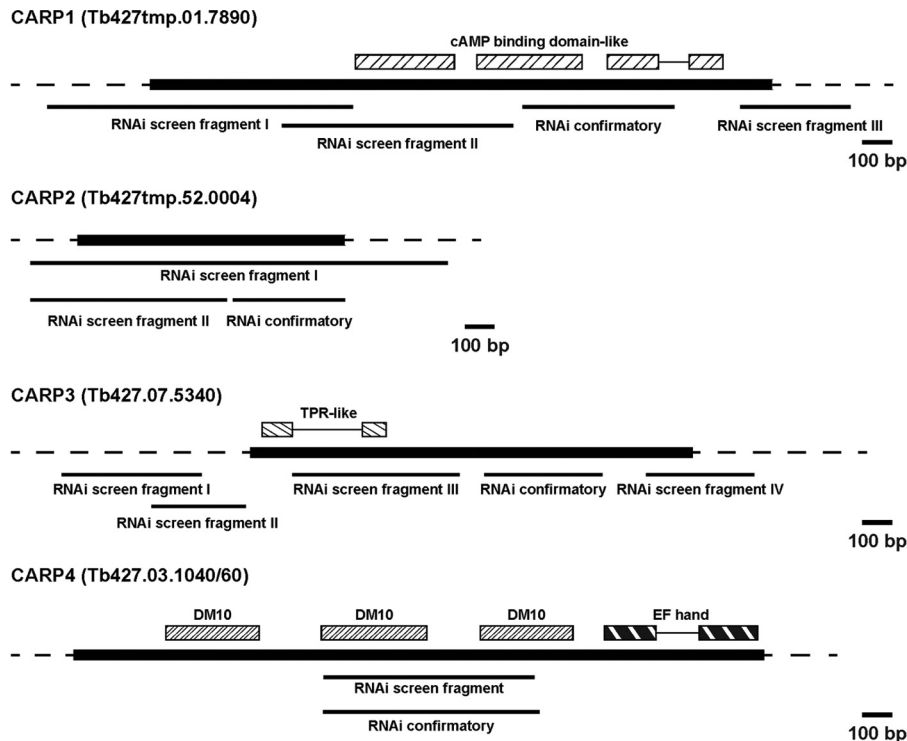 CARP1 (Tb427tmp.01.7890)
cAMP binding domain-like
RNAi screen fragment I
RNAi confirmatory
RNAi screen fragment III
RNAi screen fragment II
100 bp
CARP2 (Tb427tmp.52.0004)
RNAi screen fragment I
RNAi screen fragment II
RNAi confirmatory
100 bp
CARP3 (Tb427.07.5340)
TPR-like
RNAi screen fragment I
RNAi screen fragment III
RNAi confirmatory
RNAi screen fragment IV
RNAi screen fragment II
100 bp
CARP4 (Tb427.03.1040/60)
DM10
DM10
DM10
EF hand
RNAi screen fragment
RNAi confirmatory
100 bp